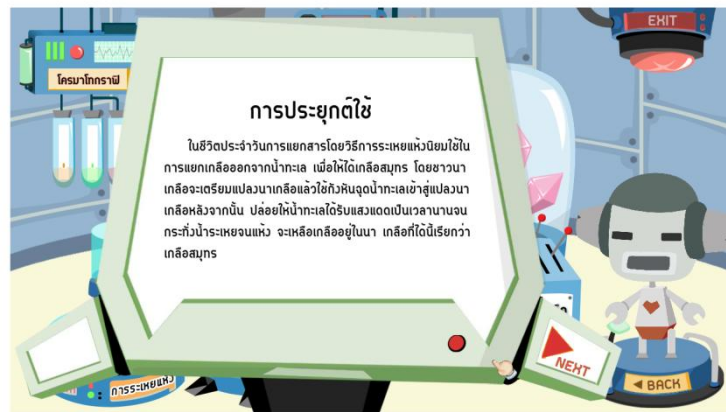 EXIT
โครมาโทกราฟี
การประยุกต์ใช้
ในชีวิตประจำวันการแยกสารโดยวิธีการระเหยแห้งนิยมใช้ใน
การแยกเกลือออกจากน้ำทะเล เพื่อให้ได้เกลือสมุทร โดยชาวนา
เกลือจะเตรียมแปลงนาเกลือแล้วใช้กังหันฉุดน้ำทะเลเข้าสู่แปลงนา
เกลือหลังจากนั้น ปล่อยให้น้ำทะเลได้รับแสงแดดเป็นเวลานานจน
กระทั่งน้ำระเหยจนแห้ง จะเหลือเกลืออยู่ในนา เกลือที่ได้นี้เรียกว่า
เกลือสมุทร
NEXT
การระเหยแห้ง
BACK